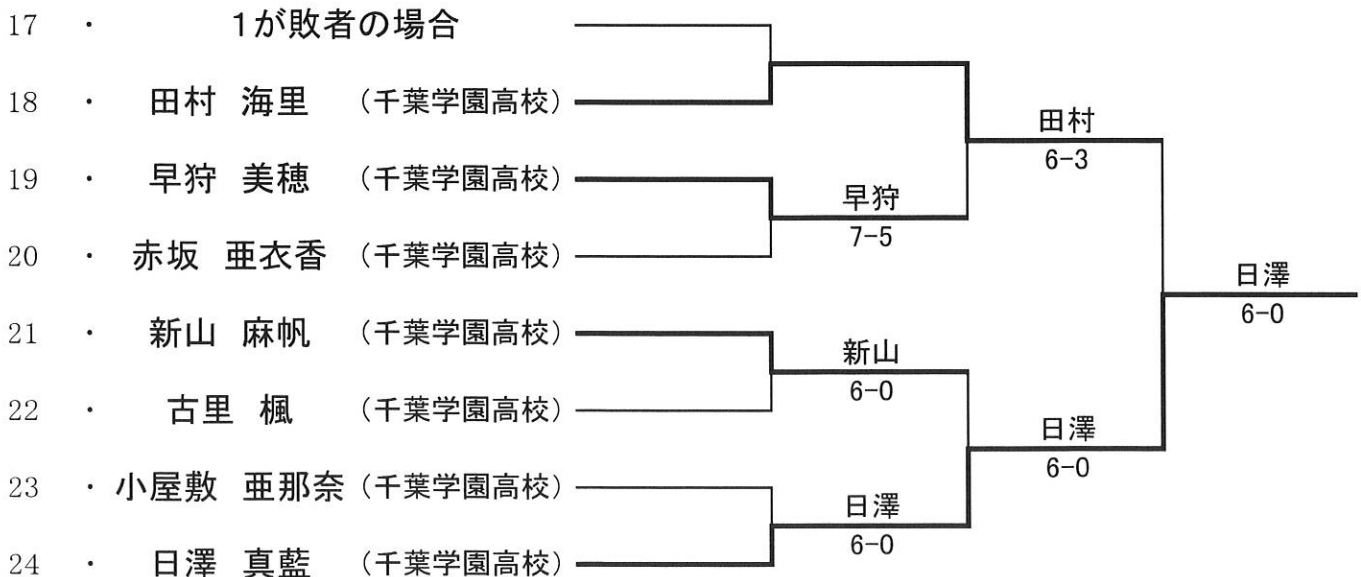 17 ・ 1が敗者の場合
18 ・ 田村 海里 (千葉学園高校)
田村
6-3
19 ・ 早狩 美穂 (千葉学園高校)
早狩
7-5
20 ・ 赤坂 亜衣香 (千葉学園高校)
日澤
6-0
21 ・ 新山 麻帆 (千葉学園高校)
新山
6-0
22 ・ 古里 楓 (千葉学園高校)
日澤
6-0
23 ・ 小屋敷 亜那奈 (千葉学園高校)
日澤
6-0
24 ・ 日澤 真藍 (千葉学園高校)